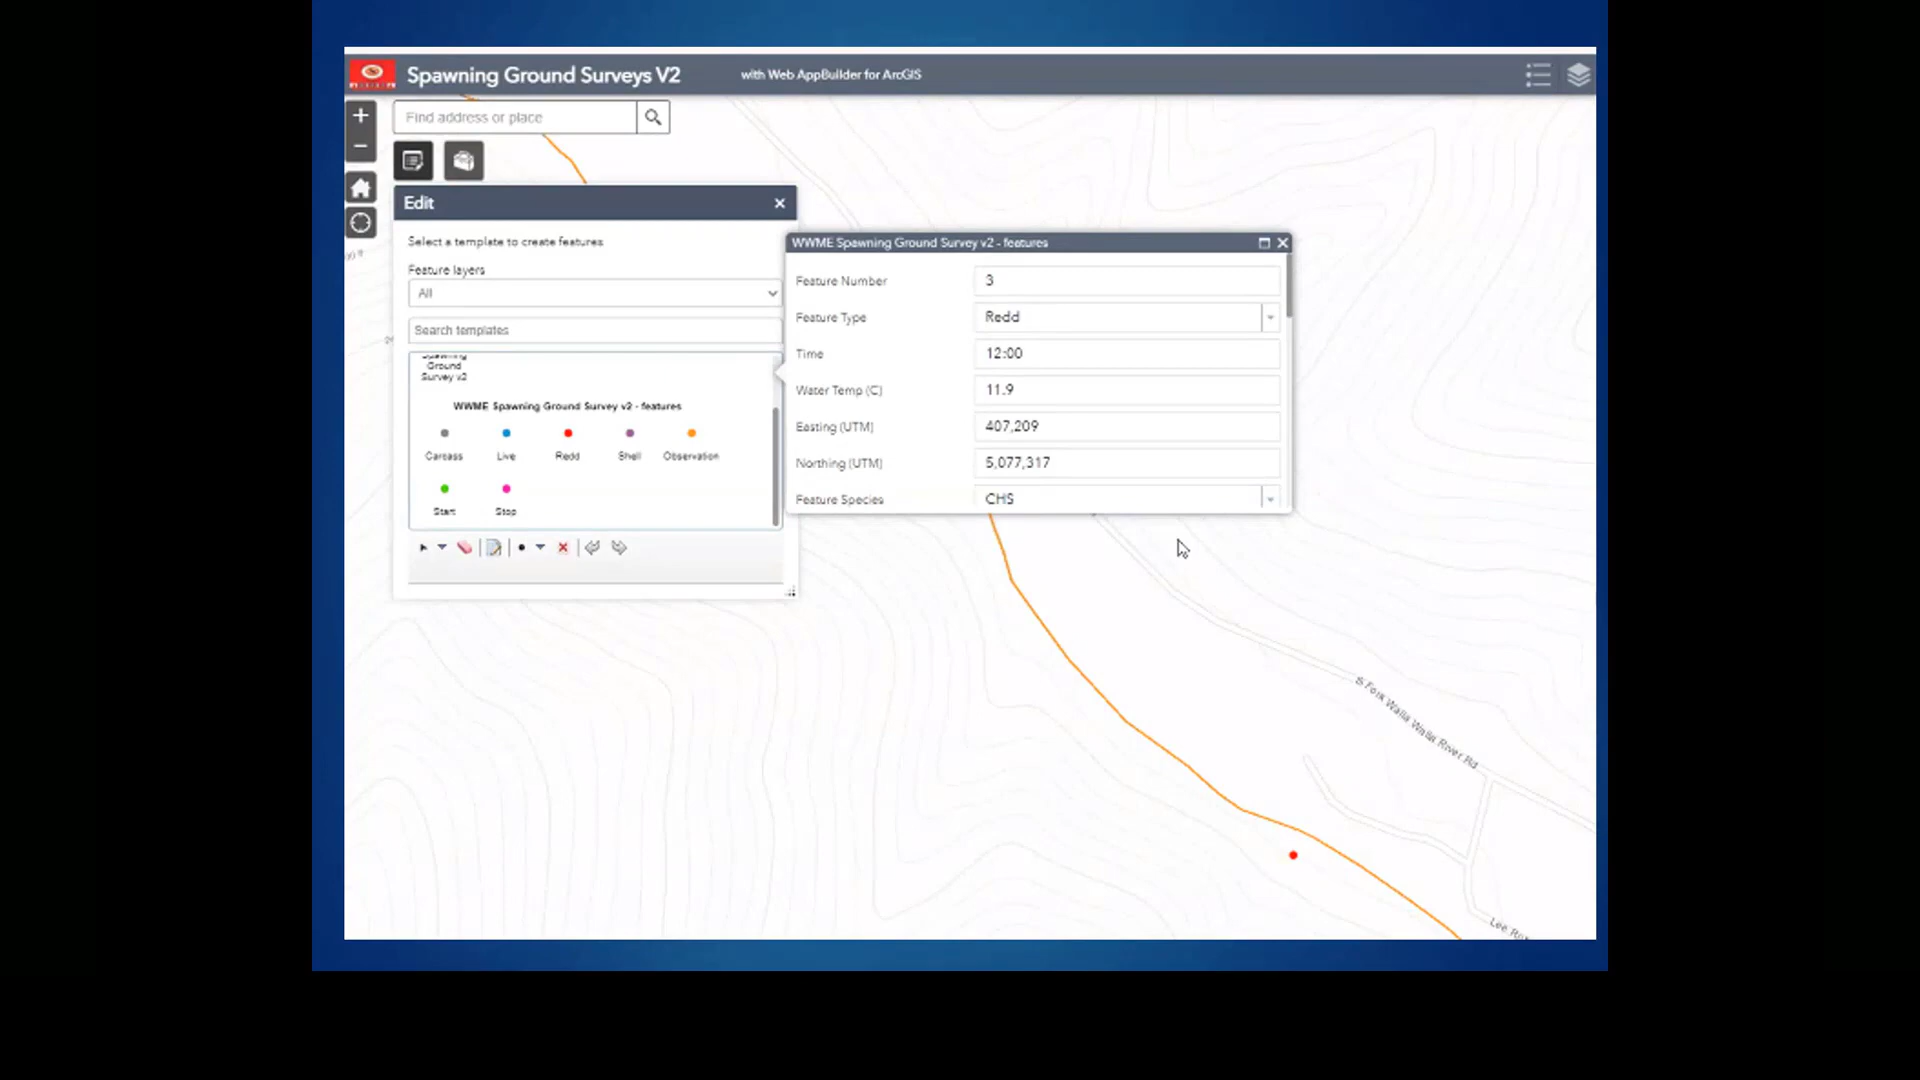 Spawning Ground Surveys V2
with Web AppBuilder for ArcGIS
Find address or place
Edit
Select a template to create features
Feature layers
All
Search templates
Spawning
Ground
Survey v2
WWME Spawning Ground Survey v2 - features
Carcass
Live
Redd
Shell
Observation
Start
Stop
WWME Spawning Ground Survey v2 - features
Feature Number
3
Feature Type
Redd
Time
12:00
Water Temp (C)
11.9
Easting (UTM)
407,209
Northing (UTM)
5,077,317
Feature Species
CHS
S Fork Walla Walla River Rd
Lee